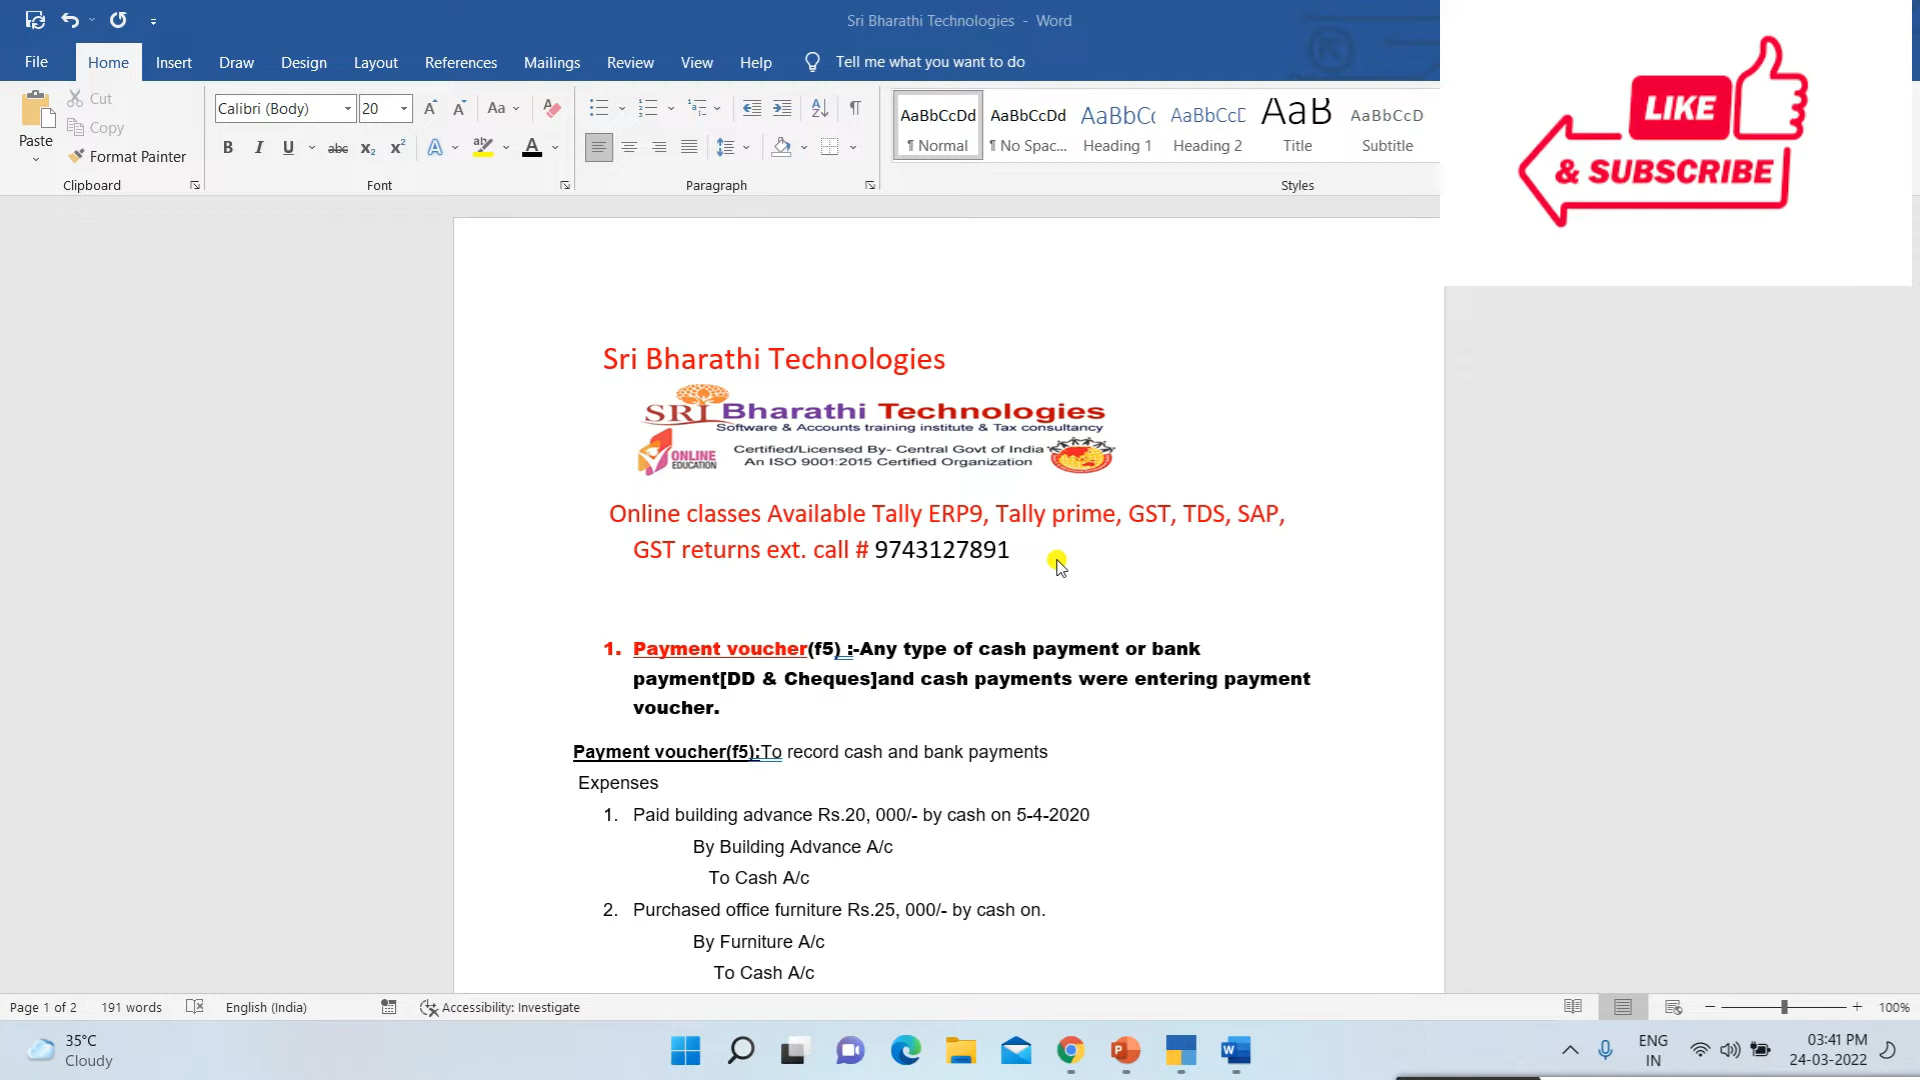 Sri Bharathi Technologies - Word
File Home Insert Draw Design Layout References Mailings Review View Help Tell me what you want to do
Paste
Cut
Copy
Format Painter
Clipboard
Calibri (Body) 20
Font
Paragraph
AaBbCcDd AaBbCcDd AaBbCc AaBbCcD AaB AaBbCcD
¶ Normal ¶ No Spac... Heading 1 Heading 2 Title Subtitle
Styles
LIKE
& SUBSCRIBE
Sri Bharathi Technologies
SRI Bharathi Technologies
Software & Accounts training institute & Tax consultancy
ONLINE EDUCATION
Certified/Licensed By- Central Govt of India
An ISO 9001:2015 Certified Organization
Online classes Available Tally ERP9, Tally prime, GST, TDS, SAP,
GST returns ext. call # 9743127891
1. Payment voucher(f5) :-Any type of cash payment or bank
payment[DD & Cheques]and cash payments were entering payment
voucher.
Payment voucher(f5):To record cash and bank payments
Expenses
1. Paid building advance Rs.20, 000/- by cash on 5-4-2020
By Building Advance A/c
To Cash A/c
2. Purchased office furniture Rs.25, 000/- by cash on.
By Furniture A/c
To Cash A/c
Page 1 of 2 191 words English (India) Accessibility: Investigate 100%
35°C
Cloudy
ENG
IN
03:41 PM
24-03-2022